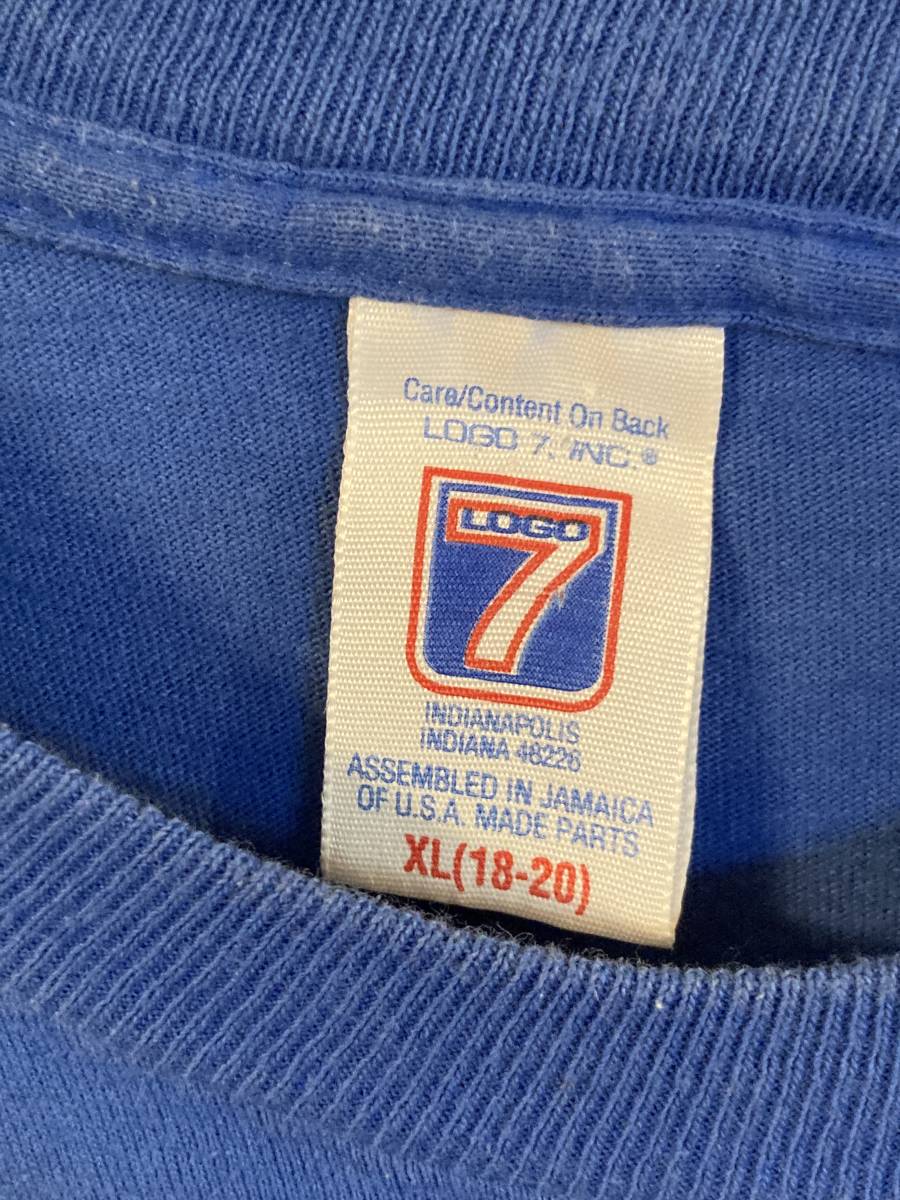 Care/Content On Back
LOGO 7, INC.®
LOGO
7
INDIANAPOLIS
INDIANA 46226
ASSEMBLED IN JAMAICA
OF U.S.A. MADE PARTS
XL(18-20)